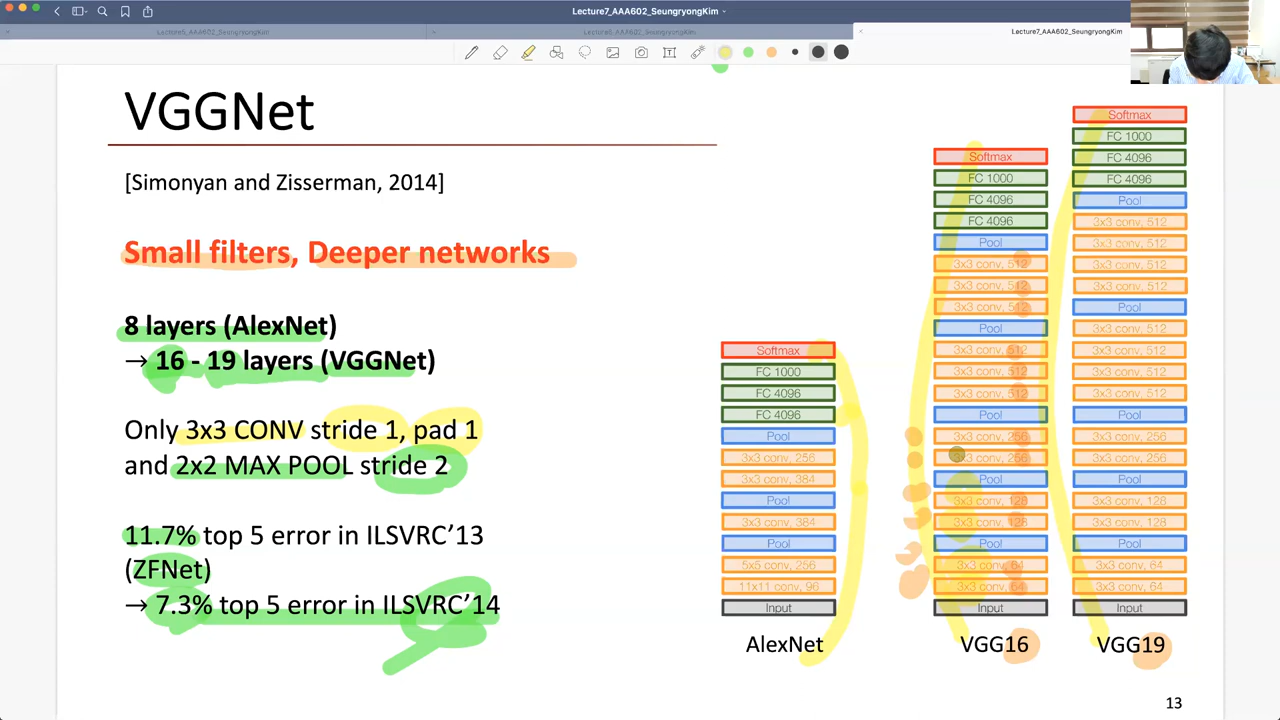 Lecture7_AAA602_SeungryongKim
Lecture5_AAA602_SeungryongKim
Lecture7_AAA602_SeungryongKim
VGGNet
[Simonyan and Zisserman, 2014]
Small filters, Deeper networks
8 layers (AlexNet)
→ 16 - 19 layers (VGGNet)
Only 3x3 CONV stride 1, pad 1
and 2x2 MAX POOL stride 2
11.7% top 5 error in ILSVRC’13
(ZFNet)
→ 7.3% top 5 error in ILSVRC’14
Softmax
FC 1000
FC 4096
FC 4096
Pool
3x3 conv, 256
3x3 conv, 384
Pool
3x3 conv, 384
Pool
5x5 conv, 256
11x11 conv, 96
Input
AlexNet
Softmax
FC 1000
FC 4096
FC 4096
Pool
3x3 conv, 512
3x3 conv, 512
3x3 conv, 512
Pool
3x3 conv, 512
3x3 conv, 512
3x3 conv, 512
Pool
3x3 conv, 256
3x3 conv, 256
Pool
3x3 conv, 128
3x3 conv, 128
Pool
3x3 conv, 64
3x3 conv, 64
Input
VGG16
Softmax
FC 1000
FC 4096
FC 4096
Pool
3x3 conv, 512
3x3 conv, 512
3x3 conv, 512
3x3 conv, 512
Pool
3x3 conv, 512
3x3 conv, 512
3x3 conv, 512
3x3 conv, 512
Pool
3x3 conv, 256
3x3 conv, 256
Pool
3x3 conv, 128
3x3 conv, 128
Pool
3x3 conv, 64
3x3 conv, 64
Input
VGG19
13